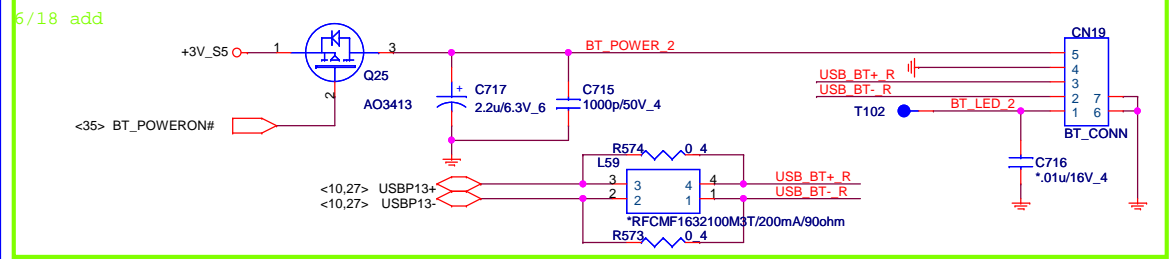 6/18 add
+3V_S5
1
3
BT_POWER_2
CN19
Q25
2
AO3413
+
C717
2.2u/6.3V_6
C715
1000p/50V_4
5
4
3
2
1
7
6
USB_BT+_R
USB_BT-_R
T102
BT_LED_2
BT_CONN
<35> BT_POWERON#
C716
*.01u/16V_4
R574
0_4
L59
<10,27> USBP13+
<10,27> USBP13-
3
2
3
2
4
1
4
1
USB_BT+_R
USB_BT-_R
*RFCMF1632100M3T/200mA/90ohm
R573
0_4